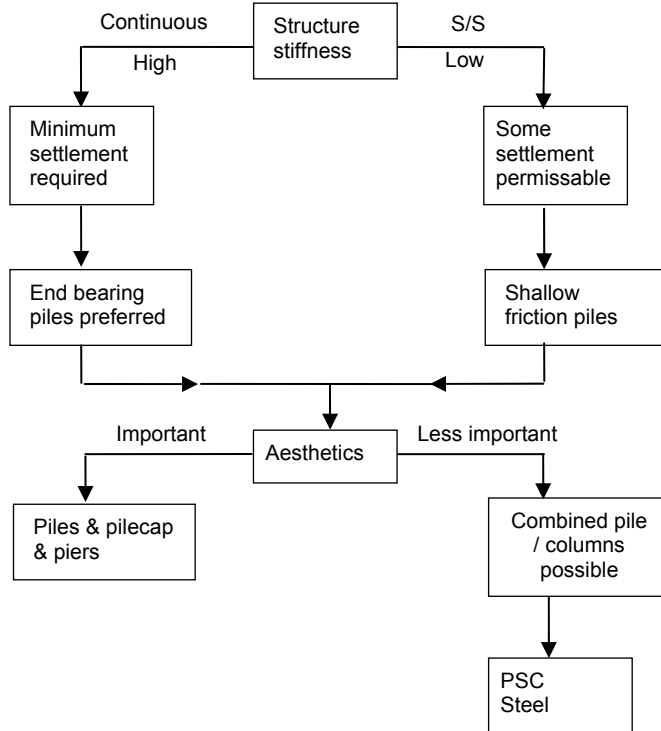 Continuous
Structure
stiffness
S/S
High
Low
Minimum
settlement
required
Some
settlement
permissable
End bearing
piles preferred
Shallow
friction piles
Important
Aesthetics
Less important
Piles & pilecap
& piers
Combined pile
/ columns
possible
PSC
Steel